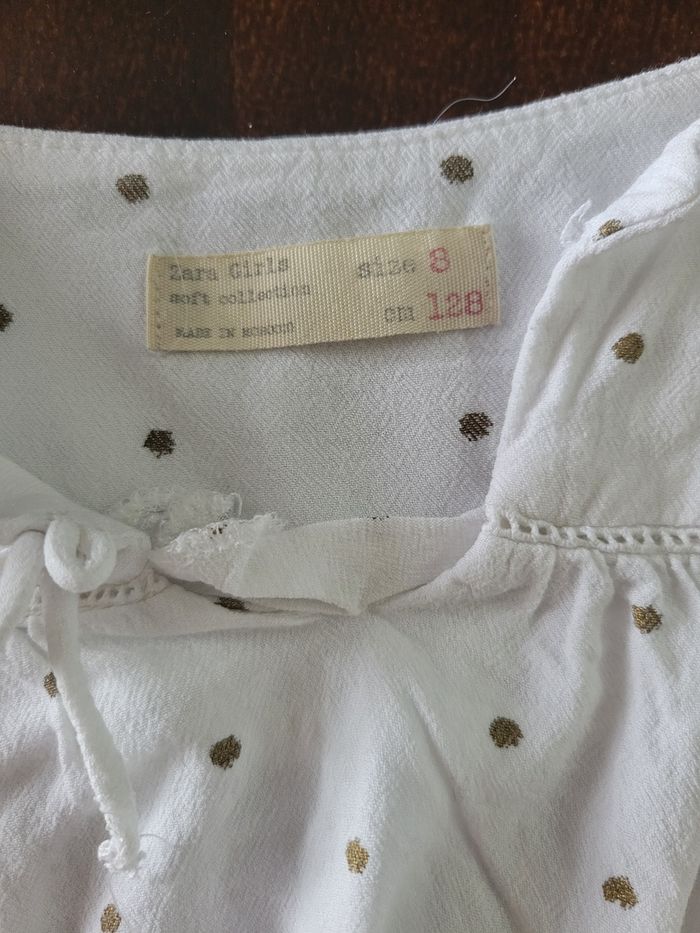 Zara Girls
soft collection
MADE IN MOROCCO
size 8
cm 128